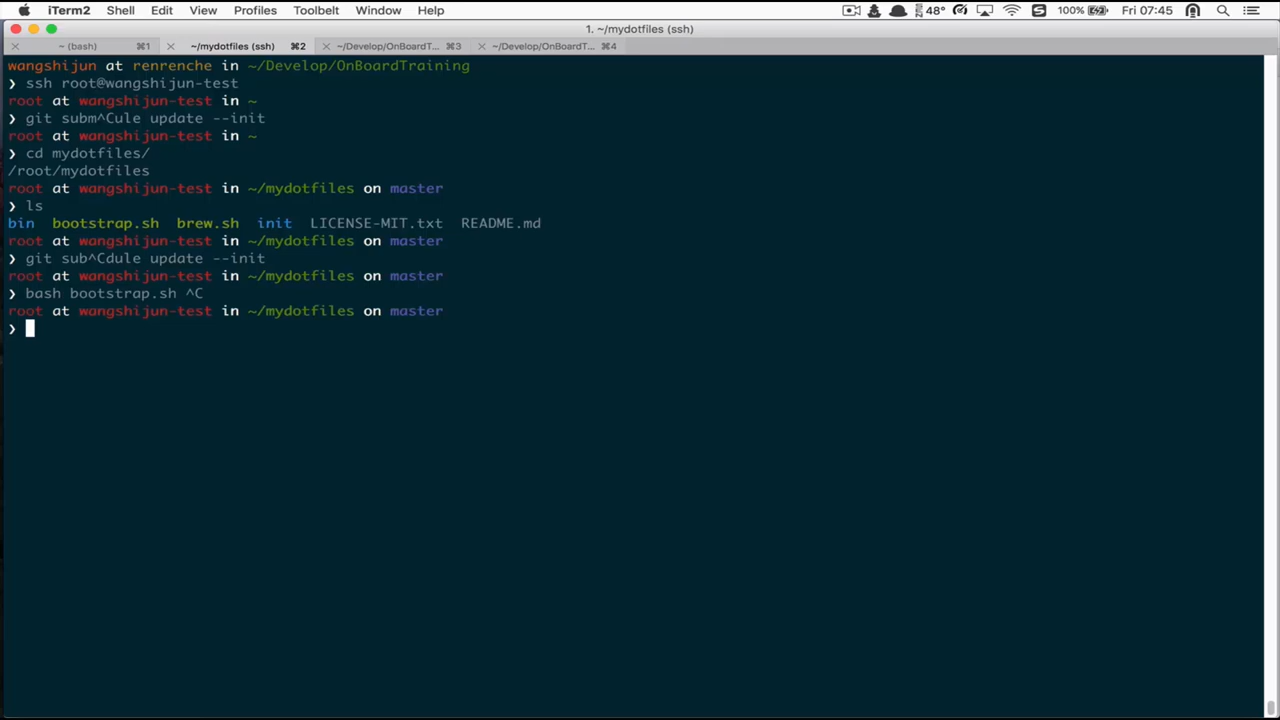 iTerm2 Shell Edit View Profiles Toolbelt Window Help 48° 100% Fri 07:45
1. ~/mydotfiles (ssh)
~ (bash) ⌘1 ~/mydotfiles (ssh) ⌘2 ~/Develop/OnBoardT... ⌘3 ~/Develop/OnBoardT... ⌘4
wangshijun at renrenche in ~/Develop/OnBoardTraining
❯ ssh root@wangshijun-test
root at wangshijun-test in ~
❯ git subm^Cule update --init
root at wangshijun-test in ~
❯ cd mydotfiles/
/root/mydotfiles
root at wangshijun-test in ~/mydotfiles on master
❯ ls
bin bootstrap.sh brew.sh init LICENSE-MIT.txt README.md
root at wangshijun-test in ~/mydotfiles on master
❯ git sub^Cdule update --init
root at wangshijun-test in ~/mydotfiles on master
❯ bash bootstrap.sh ^C
root at wangshijun-test in ~/mydotfiles on master
❯